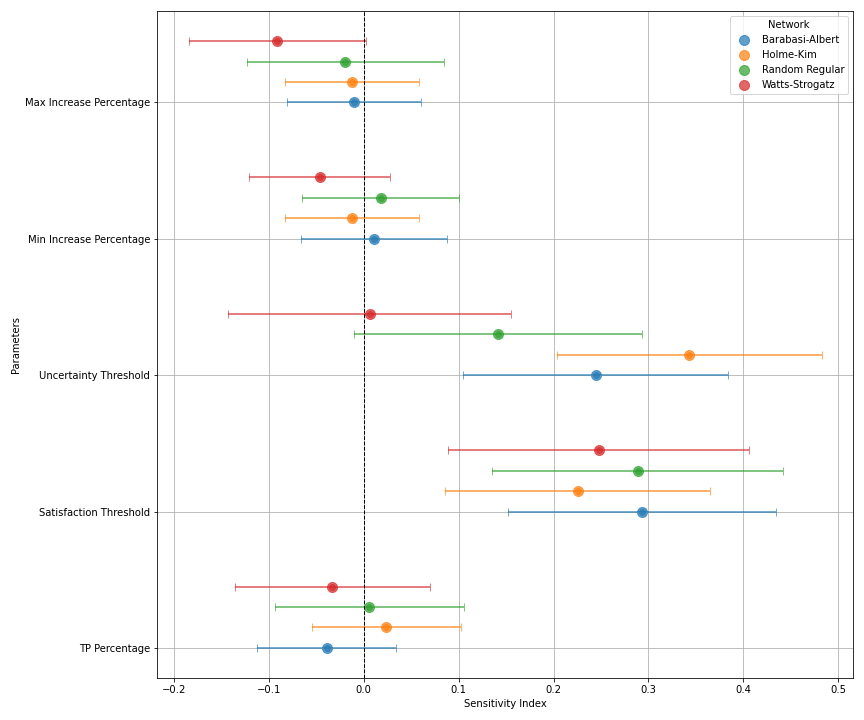 Network
Barabasi-Albert
Holme-Kim
Random Regular
Watts-Strogatz
Parameters
Max Increase Percentage
Min Increase Percentage
Uncertainty Threshold
Satisfaction Threshold
TP Percentage
−0.2 −0.1 0.0 0.1 0.2 0.3 0.4 0.5
Sensitivity Index